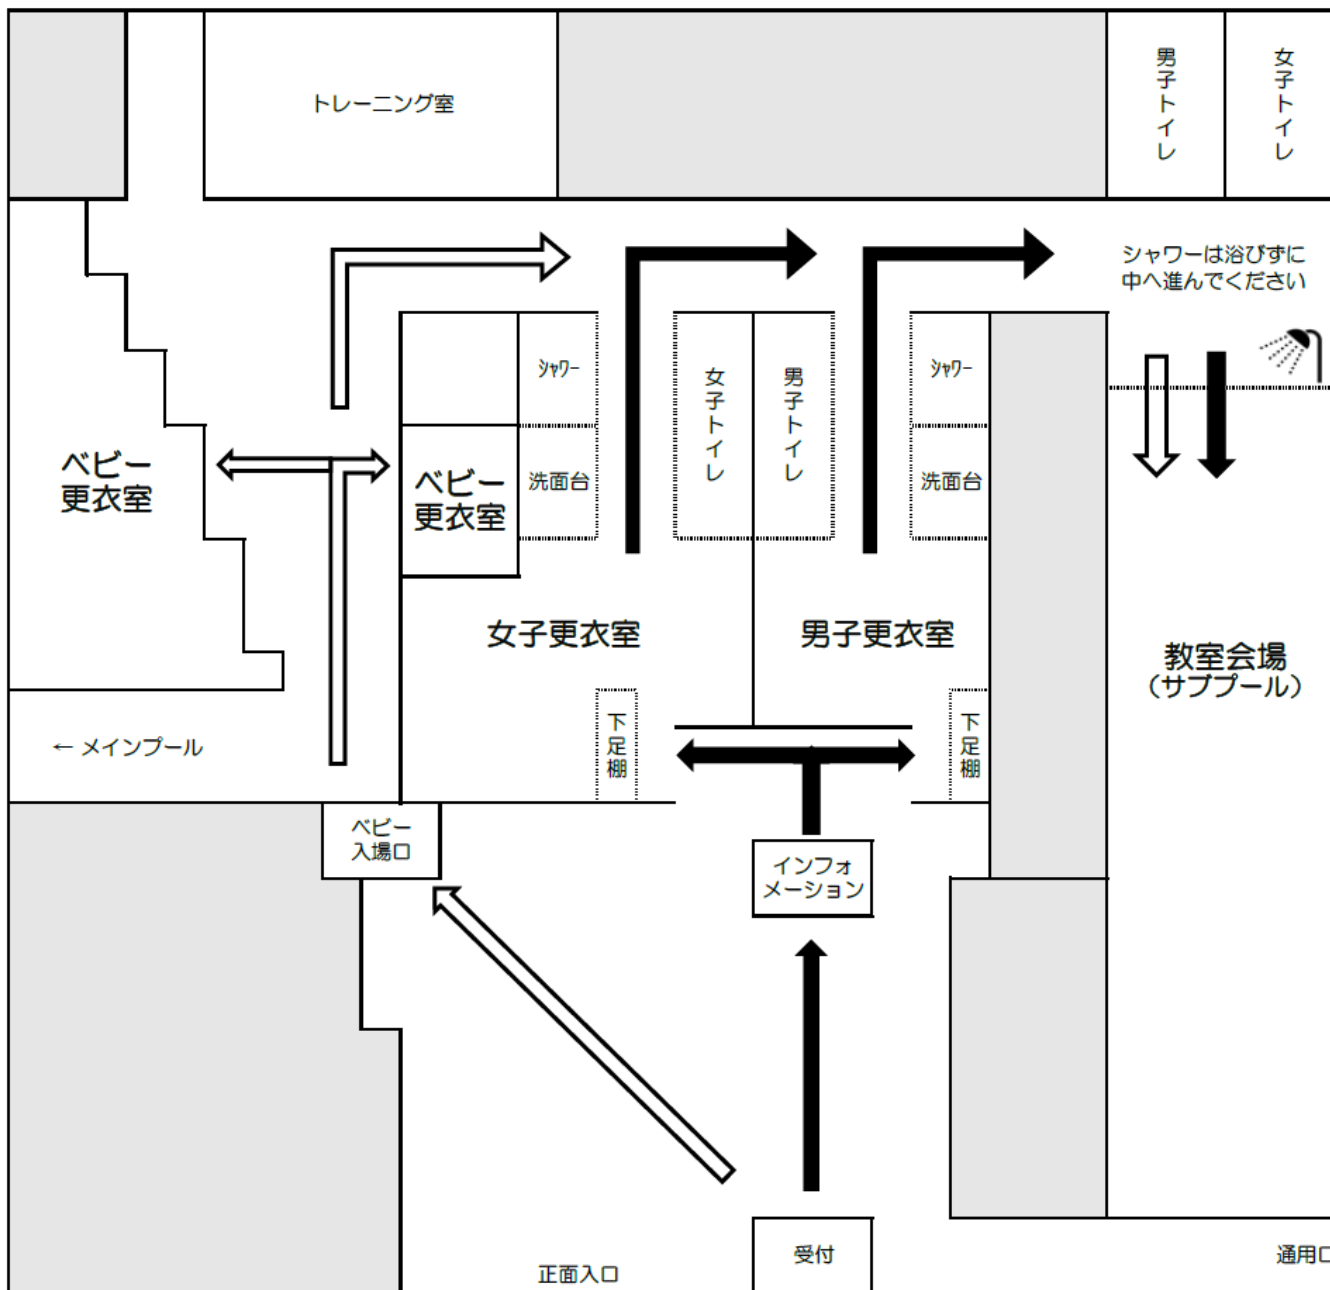 トレーニング室
男子トイレ
女子トイレ
シャワーは浴びずに
中へ進んでください
シャワー
女子トイレ
男子トイレ
シャワー
ベビー
更衣室
ベビー
更衣室
洗面台
洗面台
女子更衣室
男子更衣室
教室会場
（サブプール）
← メインプール
下足棚
下足棚
ベビー
入場口
インフォ
メーション
受付
正面入口
通用口